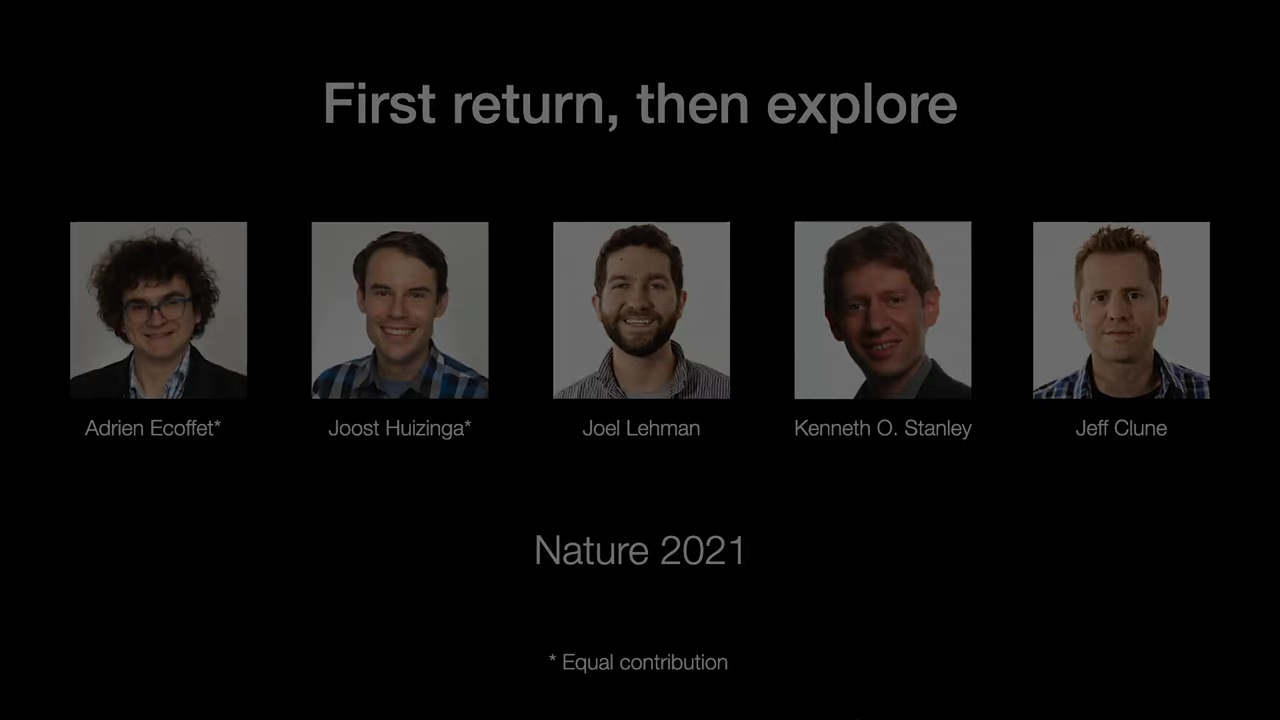 First return, then explore
Adrien Ecoffet*
Joost Huizinga*
Joel Lehman
Kenneth O. Stanley
Jeff Clune
Nature 2021
* Equal contribution